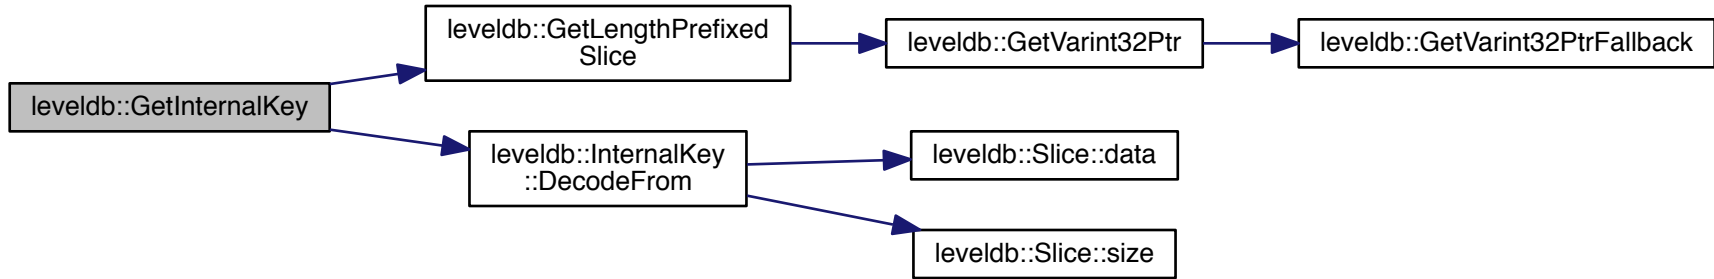 leveldb::GetInternalKey
leveldb::GetLengthPrefixed
Slice
leveldb::GetVarint32Ptr
leveldb::GetVarint32PtrFallback
leveldb::InternalKey
::DecodeFrom
leveldb::Slice::data
leveldb::Slice::size